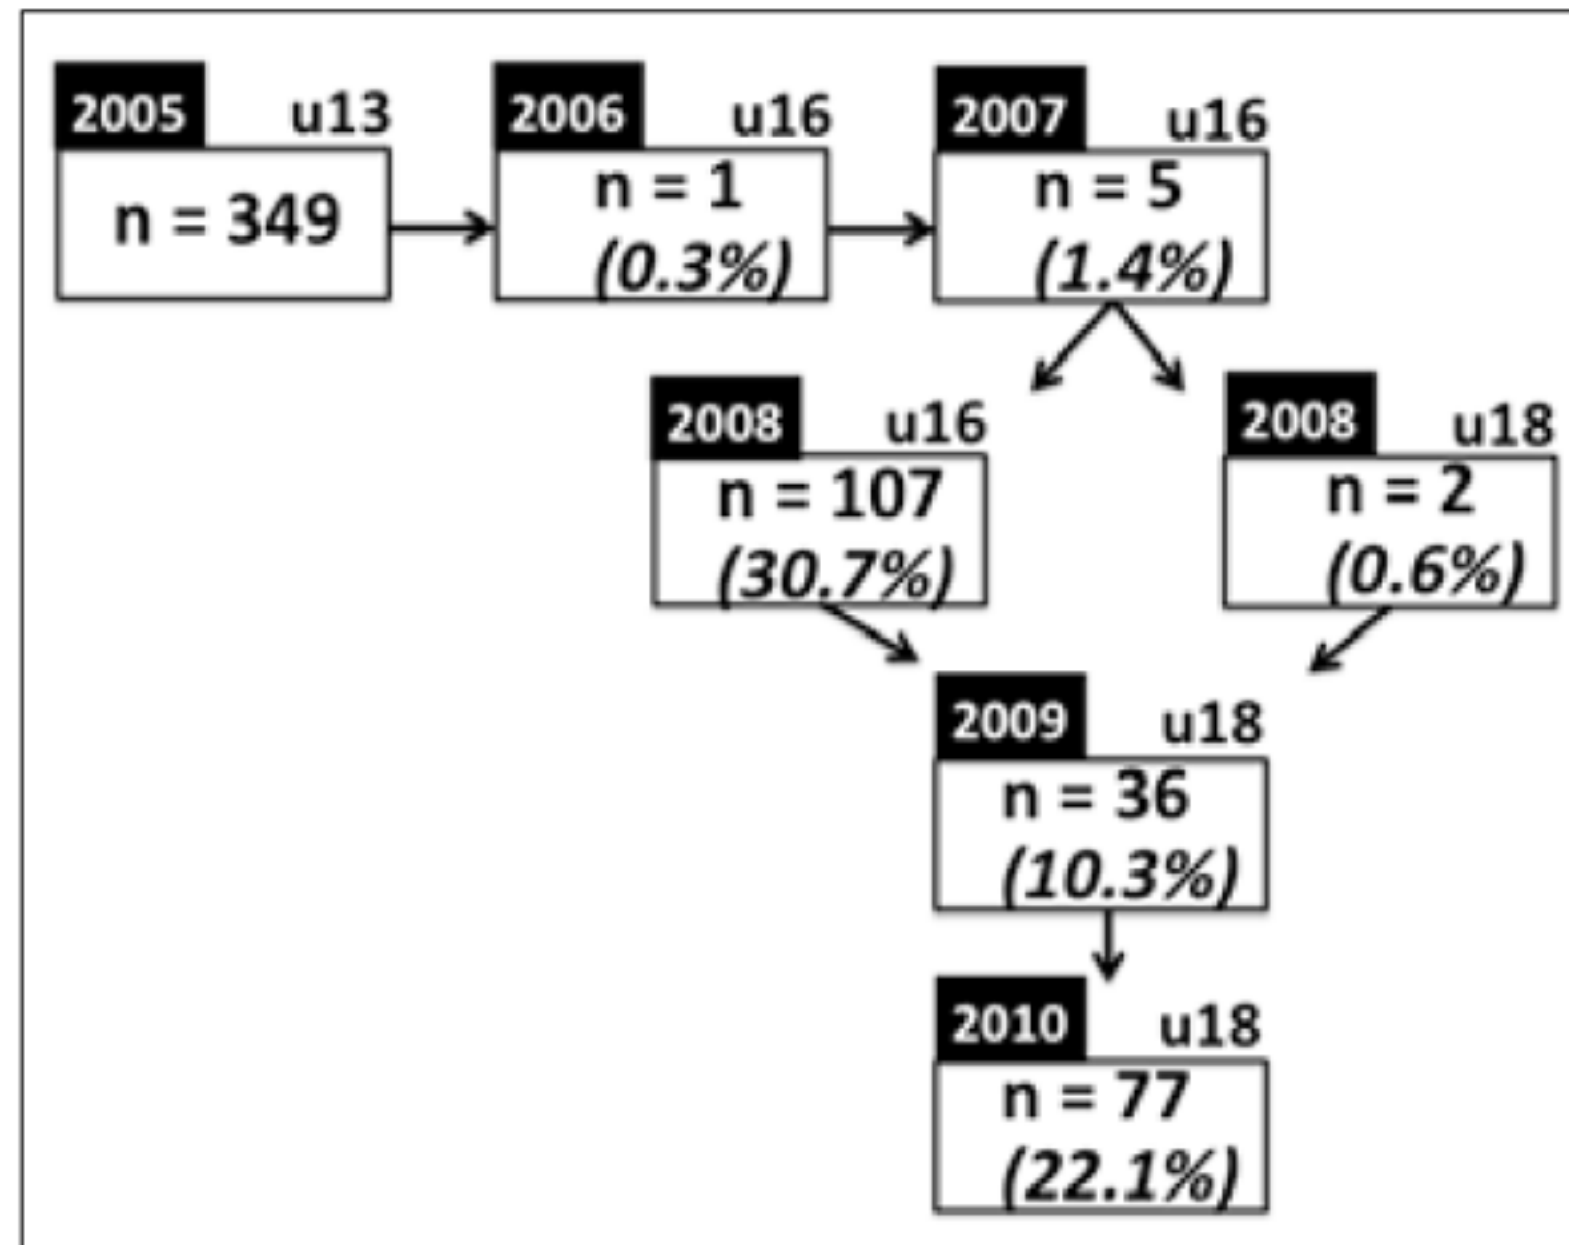 2005 u13
n = 349
2006 u16
n = 1
(0.3%)
2007 u16
n = 5
(1.4%)
2008 u16
n = 107
(30.7%)
2008 u18
n = 2
(0.6%)
2009 u18
n = 36
(10.3%)
2010 u18
n = 77
(22.1%)